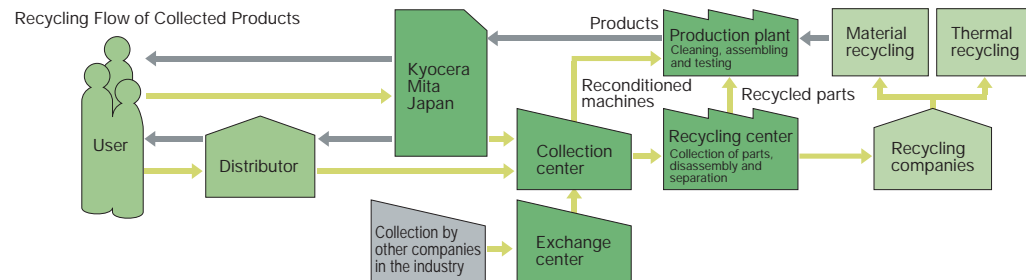 Recycling Flow of Collected Products
User
Distributor
Kyocera
Mita
Japan
Products
Production plant
Cleaning, assembling
and testing
Material
recycling
Thermal
recycling
Reconditioned
machines
Recycled parts
Collection
center
Recycling center
Collection of parts,
disassembly and
separation
Recycling
companies
Collection by
other companies
in the industry
Exchange
center